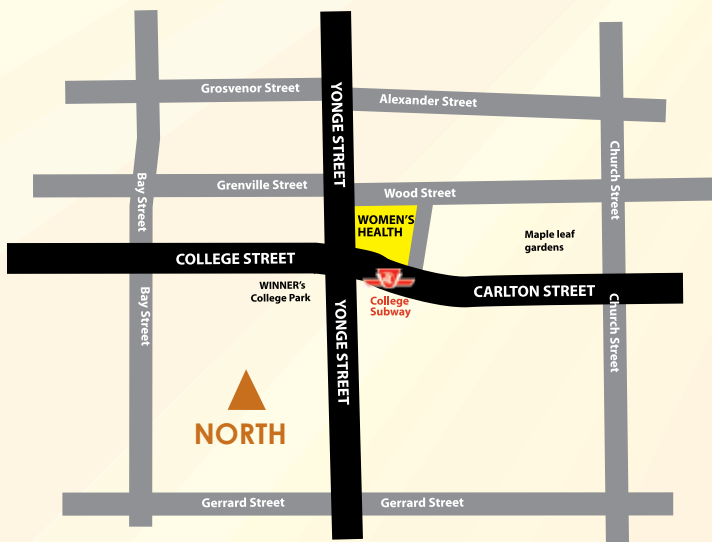 Grosvenor Street
Alexander Street
YONGE STREET
Church Street
Bay Street
Grenville Street
Wood Street
WOMEN'S
HEALTH
Maple leaf
gardens
COLLEGE STREET
WINNER's
College Park
College
Subway
CARLTON STREET
Bay Street
YONGE STREET
Church Street
NORTH
Gerrard Street
Gerrard Street